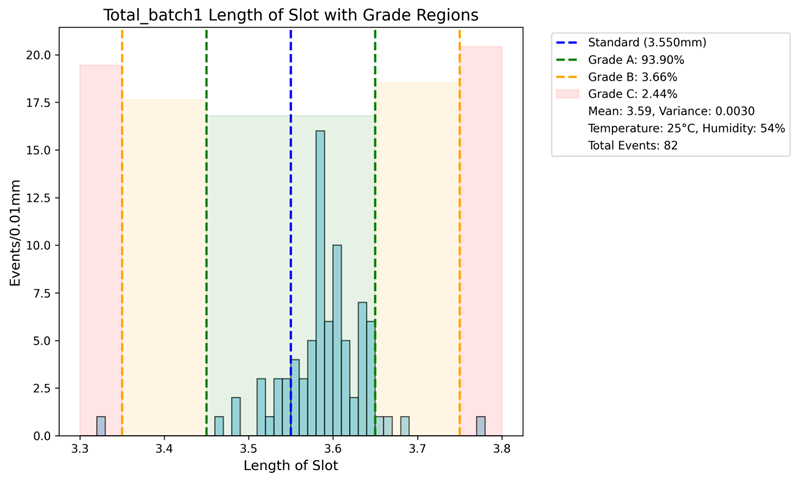 Total_batch1 Length of Slot with Grade Regions
Standard (3.550mm)
Grade A: 93.90%
Grade B: 3.66%
Grade C: 2.44%
Mean: 3.59, Variance: 0.0030
Temperature: 25°C, Humidity: 54%
Total Events: 82
Events/0.01mm
20.0
17.5
15.0
12.5
10.0
7.5
5.0
2.5
0.0
3.3 3.4 3.5 3.6 3.7 3.8
Length of Slot